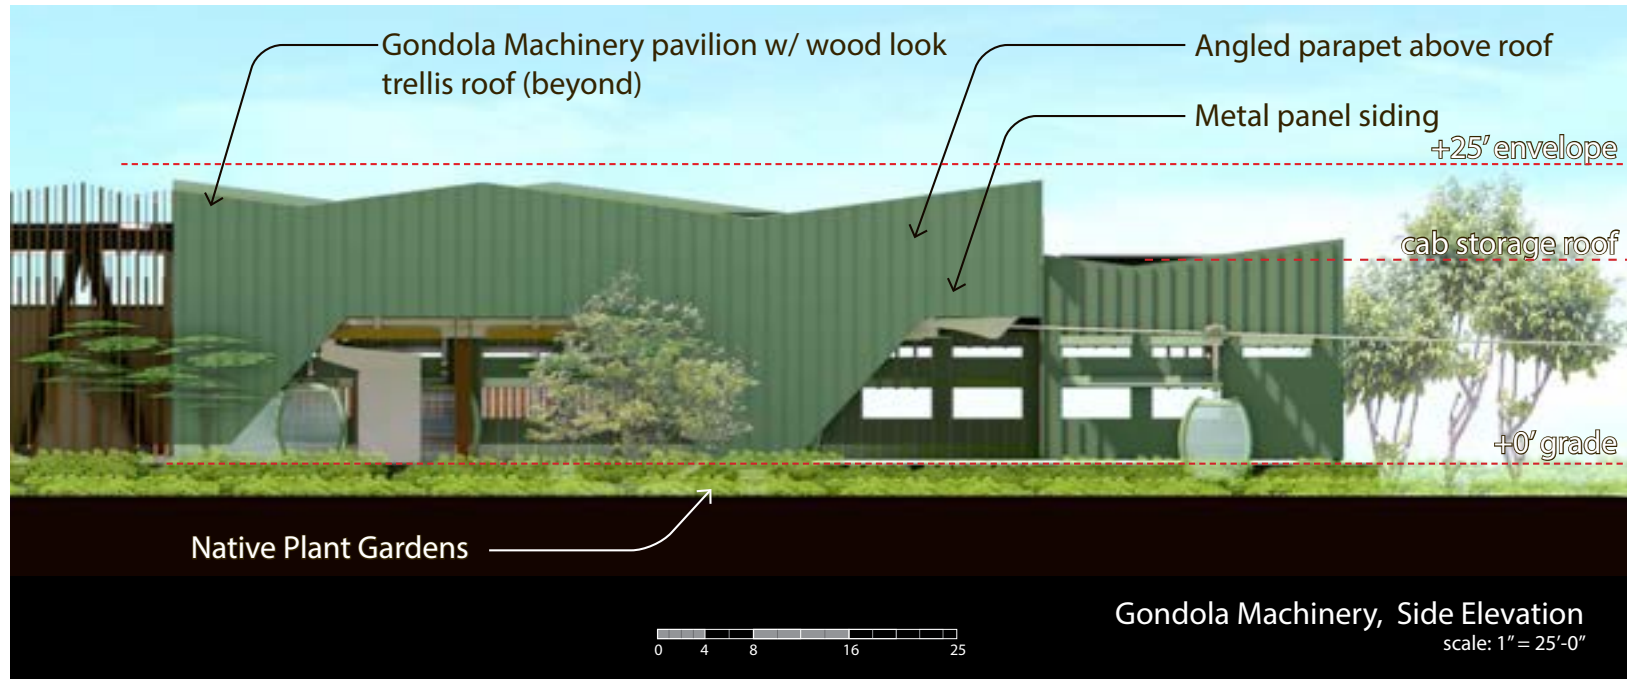 Gondola Machinery pavilion w/ wood look
trellis roof (beyond)
Angled parapet above roof
Metal panel siding
+25' envelope
cab storage roof
+0' grade
Native Plant Gardens
Gondola Machinery, Side Elevation
scale: 1" = 25'-0"
0 4 8 16 25